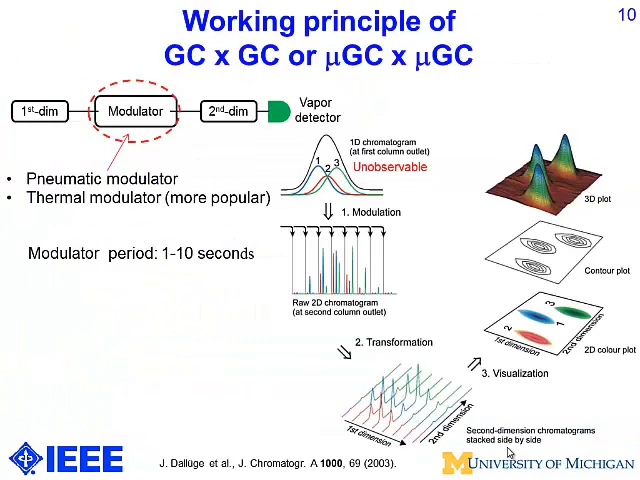 10
Working principle of
GC x GC or µGC x µGC
1st-dim
Modulator
2nd-dim
Vapor
detector
• Pneumatic modulator
• Thermal modulator (more popular)
Modulator period: 1-10 seconds
1D chromatogram
(at first column outlet)
Unobservable
1 2 3
1. Modulation
Raw 2D chromatogram
(at second column outlet)
2. Transformation
1st dimension
2nd dimension
Second-dimension chromatograms
stacked side by side
3. Visualization
3D plot
Contour plot
2 1 3
1st dimension
2nd dimension
2D colour plot
IEEE
J. Dallüge et al., J. Chromatogr. A 1000, 69 (2003).
M UNIVERSITY OF MICHIGAN